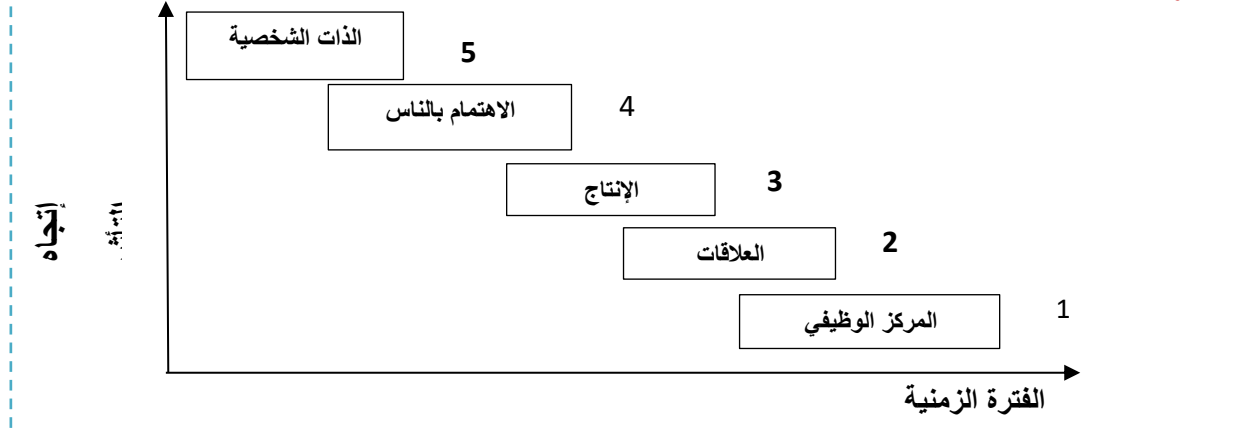 الذات الشخصية
5
الاهتمام بالناس
4
الإنتاج
3
العلاقات
2
المركز الوظيفي
1
إتجاه
الفترة الزمنية